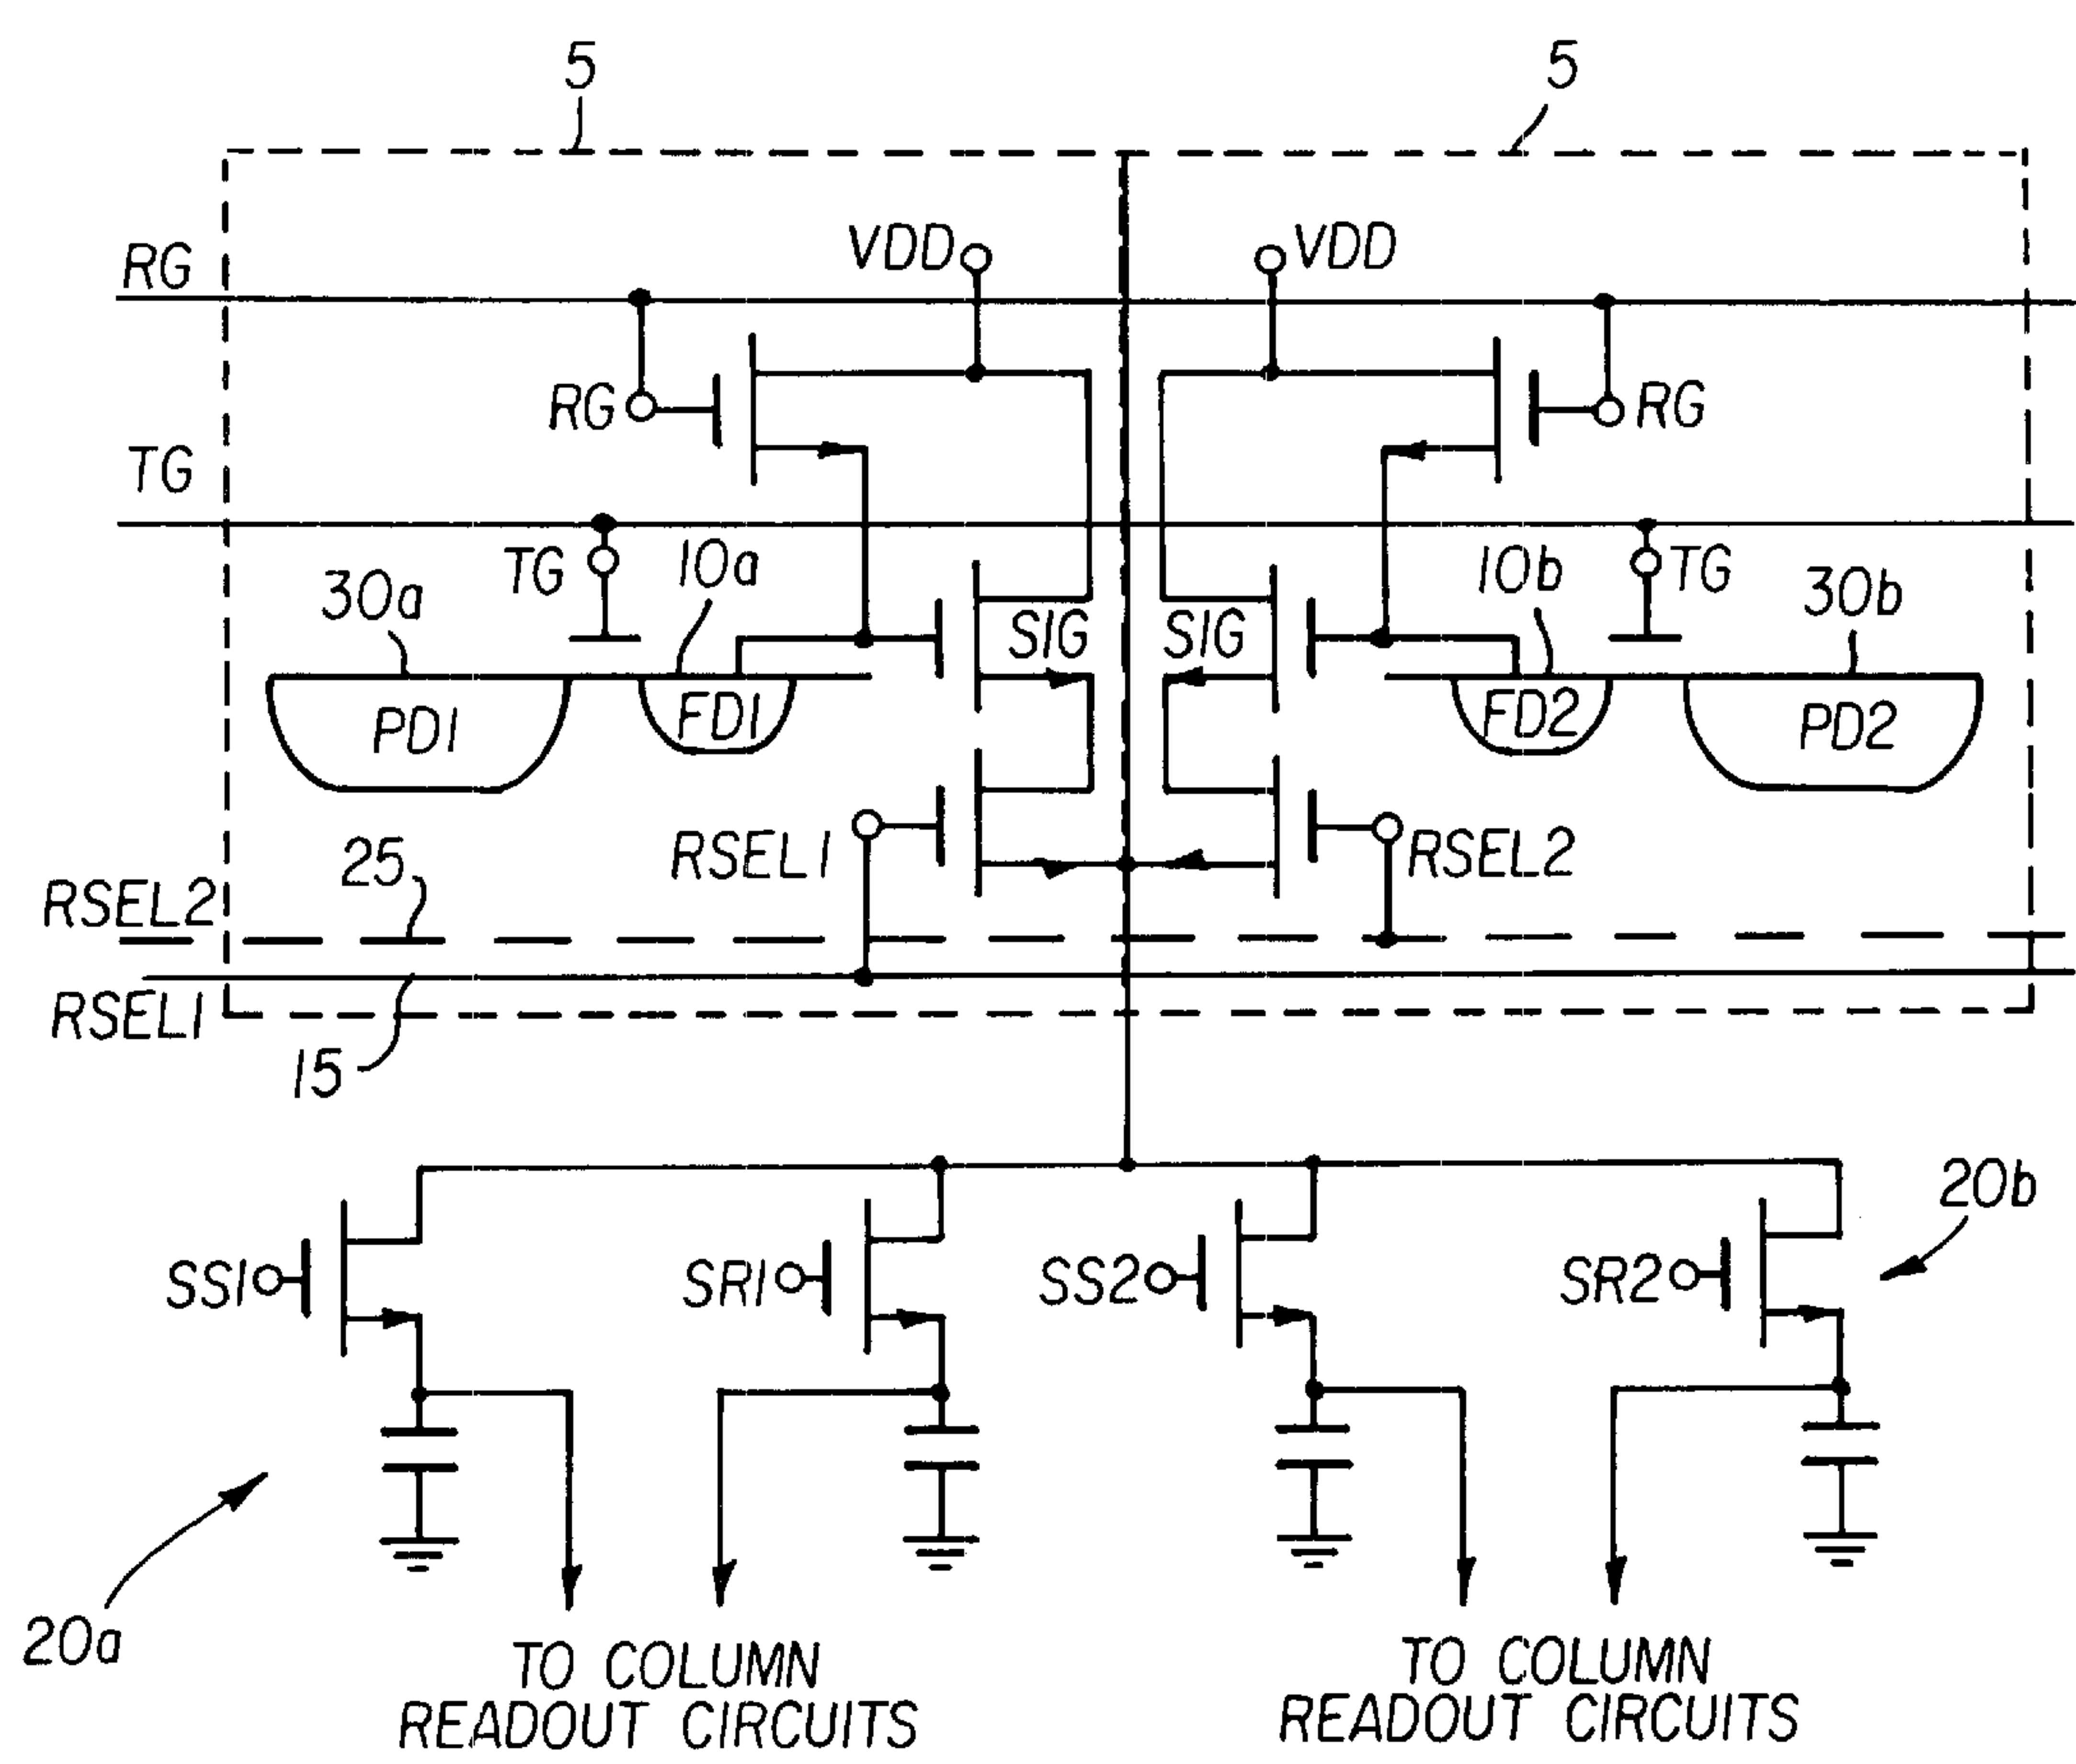 5
5
VDD
VDD
RG
RG
RG
TG
TG
10a
10b
TG
30a
30b
SIG
SIG
PD1
FD1
FD2
PD2
RSEL1
RSEL2
25
RSEL2
RSEL1
15
20b
SS1
SR1
SS2
SR2
20a
TO COLUMN
READOUT CIRCUITS
TO COLUMN
READOUT CIRCUITS